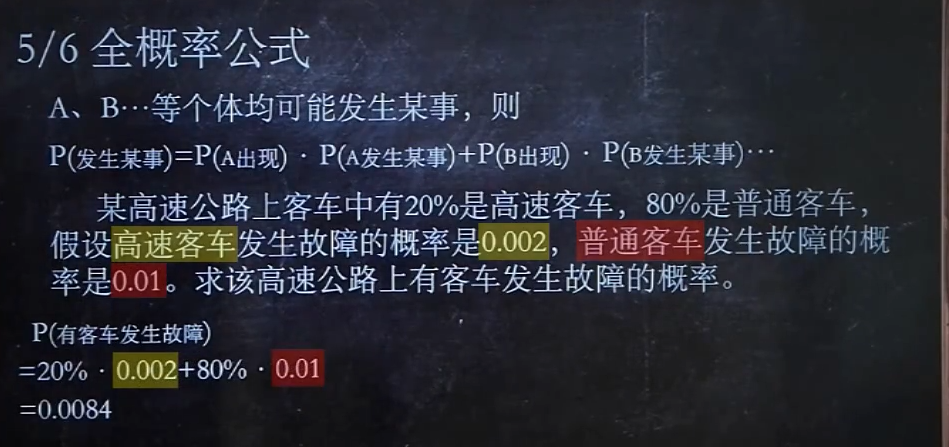 5/6 全概率公式
A、B…等个体均可能发生某事，则
P(发生某事)=P(A出现) · P(A发生某事)+P(B出现) · P(B发生某事)…
某高速公路上客车中有20%是高速客车，80%是普通客车，
假设高速客车发生故障的概率是0.002，普通客车发生故障的概
率是0.01。求该高速公路上有客车发生故障的概率。
P(有客车发生故障)
=20% · 0.002+80% · 0.01
=0.0084